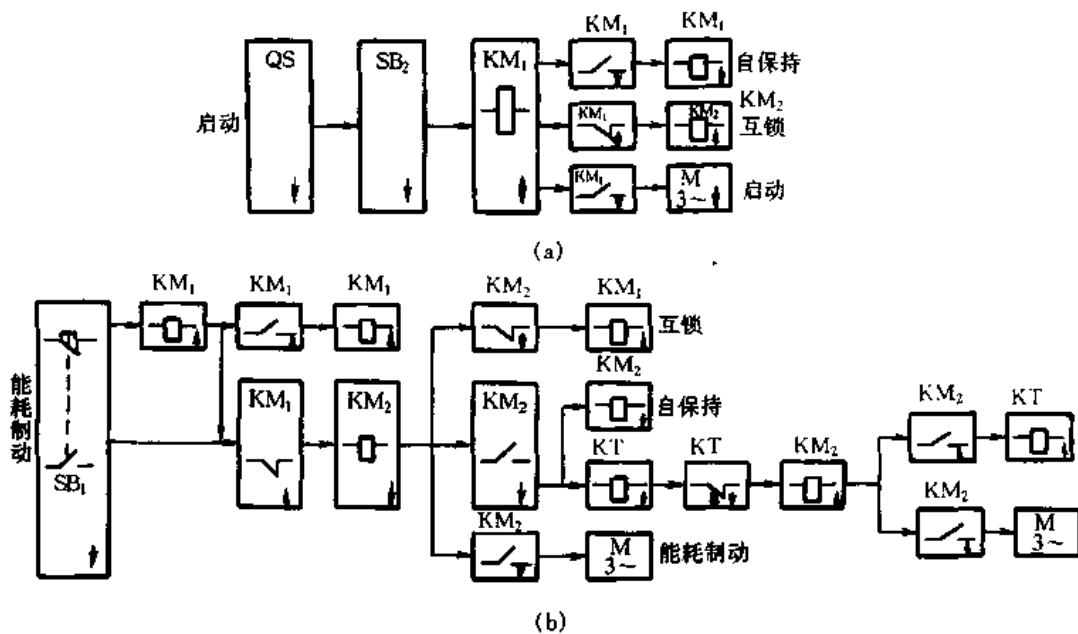 KM₁ KM₁
QS SB₂ KM₁ 自保持
启动 KM₁ KM₂ KM₂
互锁
KM₁ M 3~ 启动
(a)
KM₁ KM₁ KM₁ KM₂ KM₁
互锁
能耗制动 KM₁ KM₂ KM₂ KM₂
自保持 KM₂ KT
SB₁ KT KT KM₂
KM₂ KM₂
M 3~ 能耗制动 M 3~
(b)